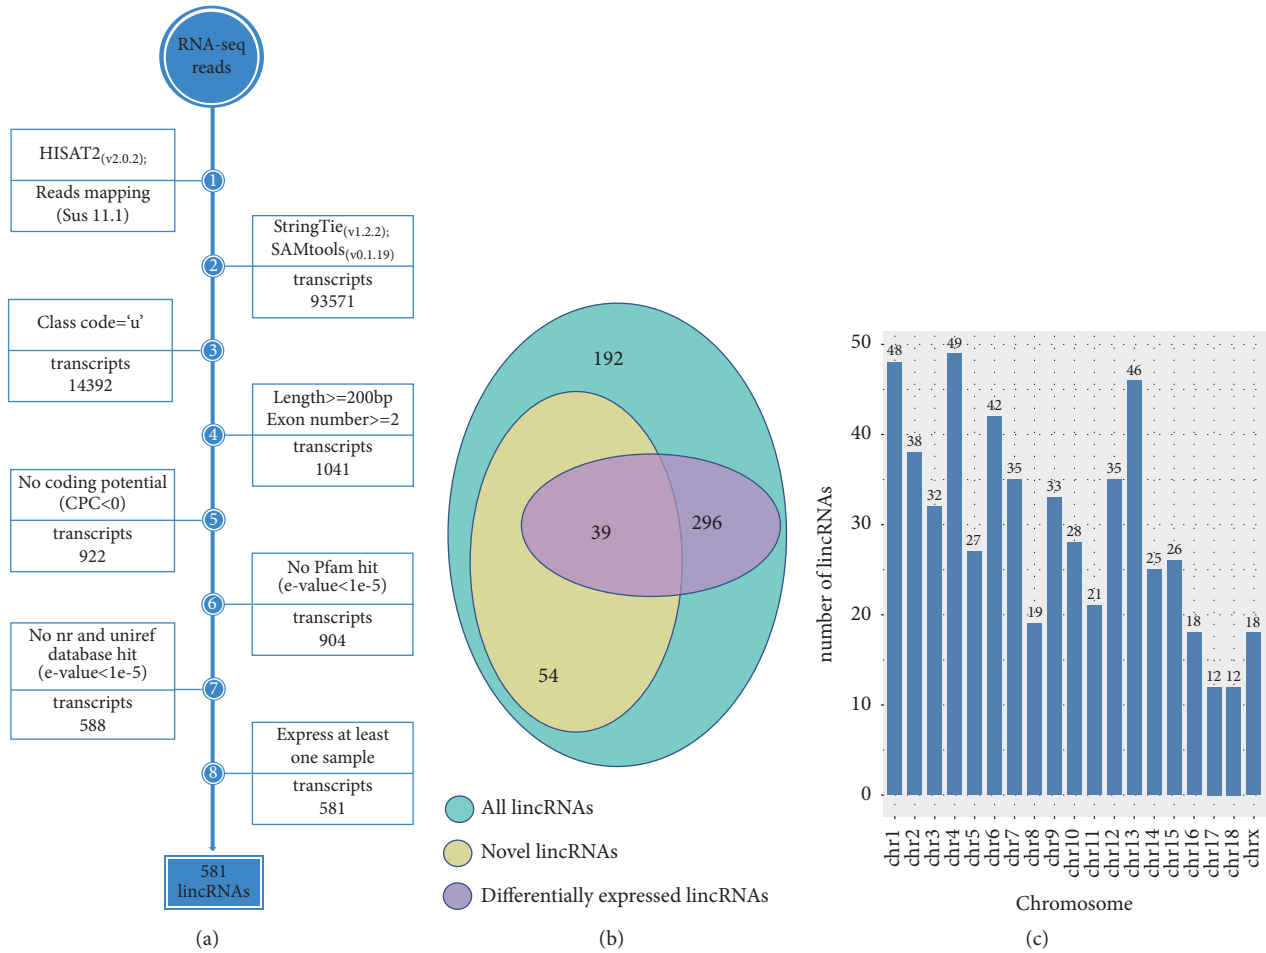 RNA-seq
reads
HISAT2(v2.0.2);
Reads mapping
(Sus 11.1)
1
StringTie(v1.2.2);
SAMtools(v0.1.19)
transcripts
93571
2
Class code=‘u’
transcripts
14392
3
Length>=200bp
Exon number>=2
transcripts
1041
4
No coding potential
(CPC<0)
transcripts
922
5
No Pfam hit
(e-value<1e-5)
transcripts
904
6
No nr and uniref
database hit
(e-value<1e-5)
transcripts
588
7
Express at least
one sample
transcripts
581
8
581
lincRNAs
(a)
192
39
296
54
All lincRNAs
Novel lincRNAs
Differentially expressed lincRNAs
(b)
number of lincRNAs
50
40
30
20
10
0
48
38
32
49
27
42
35
19
33
28
21
35
46
25
26
18
12
12
18
chr1
chr2
chr3
chr4
chr5
chr6
chr7
chr8
chr9
chr10
chr11
chr12
chr13
chr14
chr15
chr16
chr17
chr18
chrx
Chromosome
(c)